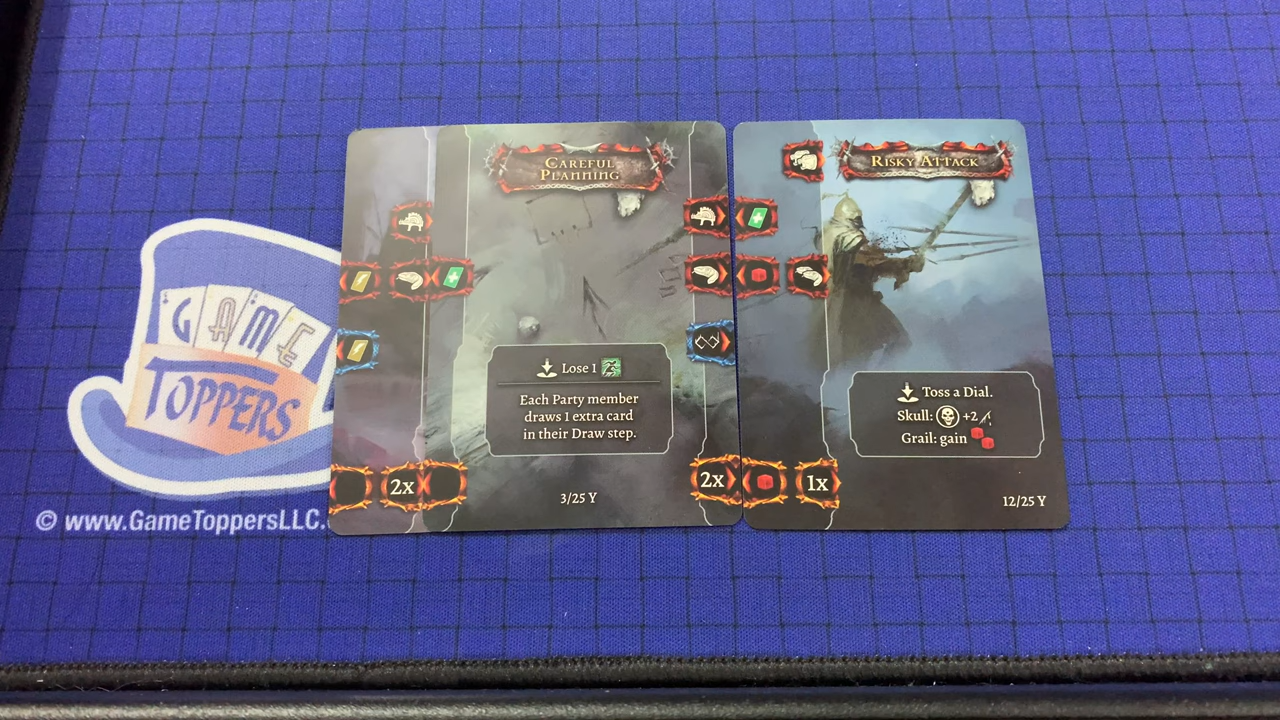 CAREFUL
PLANNING
Lose 1
Each Party member
draws 1 extra card
in their Draw step.
2x
3/25 Y
2x
RISKY ATTACK
Toss a Dial.
Skull: +2
Grail: gain
1x
12/25 Y
GAME
TOPPERS
© www.GameToppersLLC.